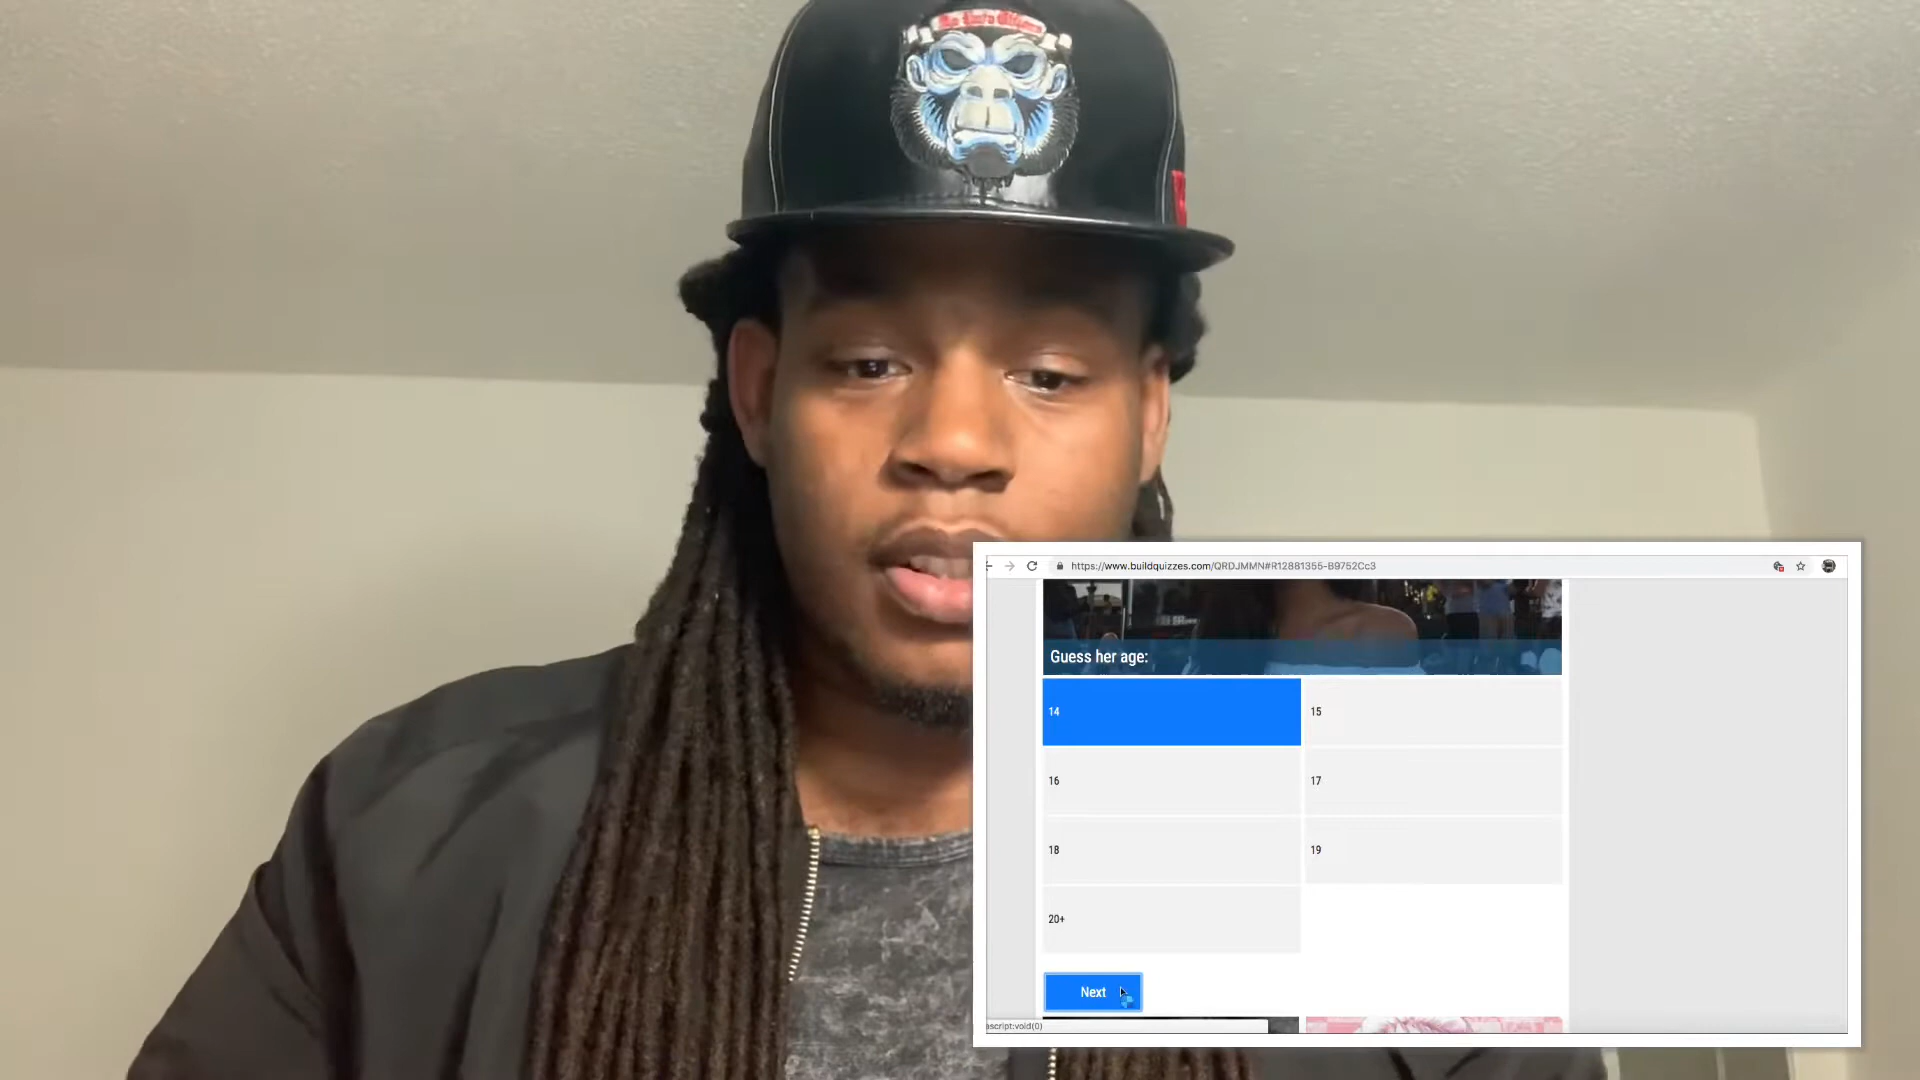 https://www.buildquizzes.com/QRDJMMN#R12881355-B9752Cc3
Guess her age:
14
15
16
17
18
19
20+
Next
ascript:void(0)